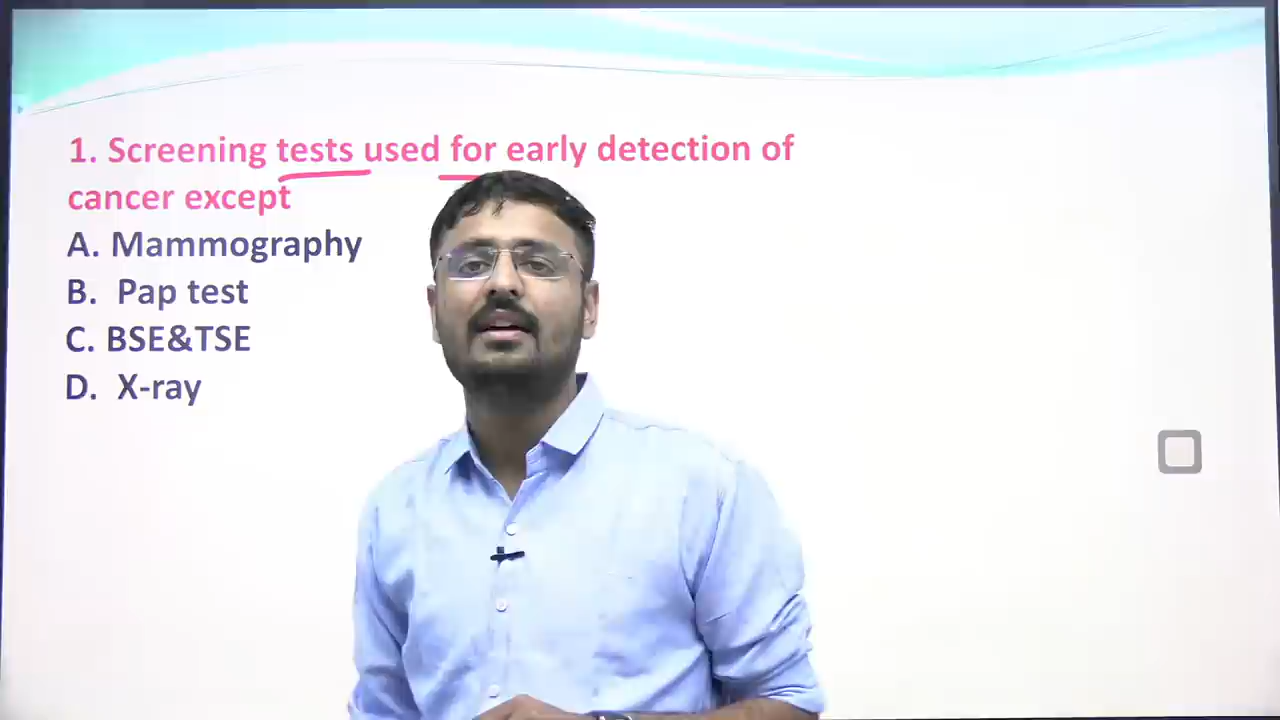 1. Screening tests used for early detection of
cancer except
A. Mammography
B. Pap test
C. BSE&TSE
D. X-ray